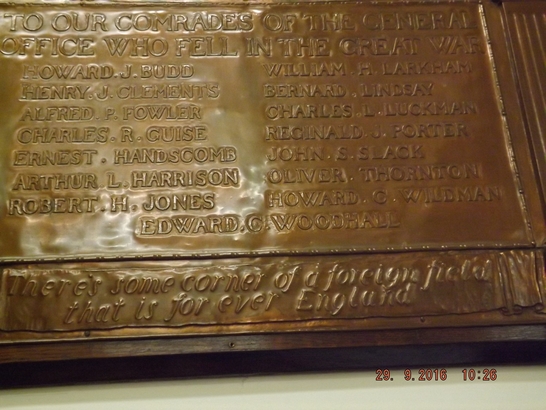 TO OUR COMRADES OF THE GENERAL
OFFICE WHO FELL IN THE GREAT WAR
HOWARD. J. BUDD
HENRY. J. CLEMENTS
ALFRED. P. FOWLER
CHARLES. R. GUISE
ERNEST. HANDSCOMB
ARTHUR L. HARRISON
ROBERT. H. JONES
WILLIAM. H. LARKHAM
BERNARD. LINDSAY
CHARLES. L. LUCKMAN
REGINALD. J. PORTER
JOHN. S. SLACK
OLIVER. THORNTON
HOWARD. G. WILDMAN
EDWARD. G. WOODHALL
There's some corner of a foreign field
that is for ever England
29. 9.2016 10:26